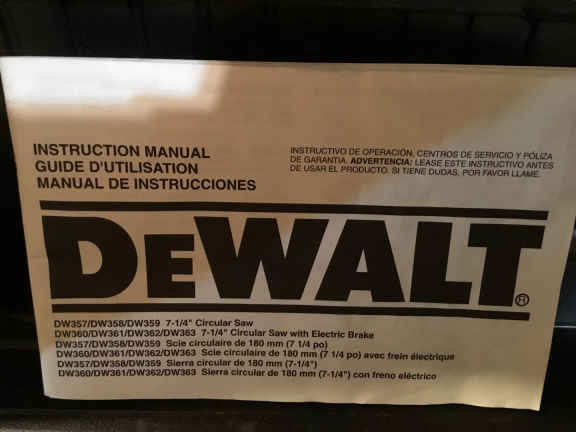 INSTRUCTION MANUAL
GUIDE D'UTILISATION
MANUAL DE INSTRUCCIONES
INSTRUCTIVO DE OPERACIÓN, CENTROS DE SERVICIO Y PÓLIZA
DE GARANTÍA. ADVERTENCIA: LEASE ESTE INSTRUCTIVO ANTES
DE USAR EL PRODUCTO. SI TIENE DUDAS, POR FAVOR LLAME.
DEWALT®
DW357/DW358/DW359 7-1/4" Circular Saw
DW360/DW361/DW362/DW363 7-1/4" Circular Saw with Electric Brake
DW357/DW358/DW359 Scie circulaire de 180 mm (7 1/4 po)
DW360/DW361/DW362/DW363 Scie circulaire de 180 mm (7 1/4 po) avec frein électrique
DW357/DW358/DW359 Sierra circular de 180 mm (7-1/4")
DW360/DW361/DW362/DW363 Sierra circular de 180 mm (7-1/4") con freno eléctrico